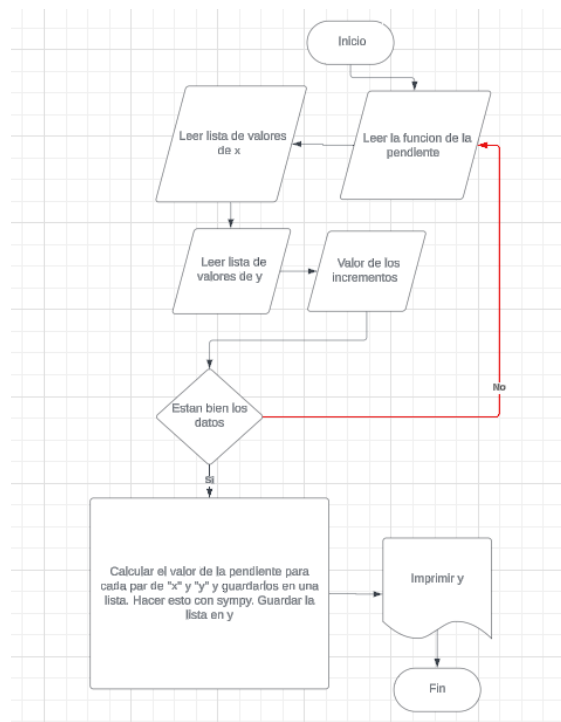 Inicio
Leer la funcion de la
pendiente
Leer lista de valores
de x
Leer lista de
valores de y
Valor de los
incrementos
Estan bien los
datos
No
Si
Calcular el valor de la pendiente para
cada par de "x" y "y" y guardarlos en una
lista. Hacer esto con sympy. Guardar la
lista en y
Imprimir y
Fin